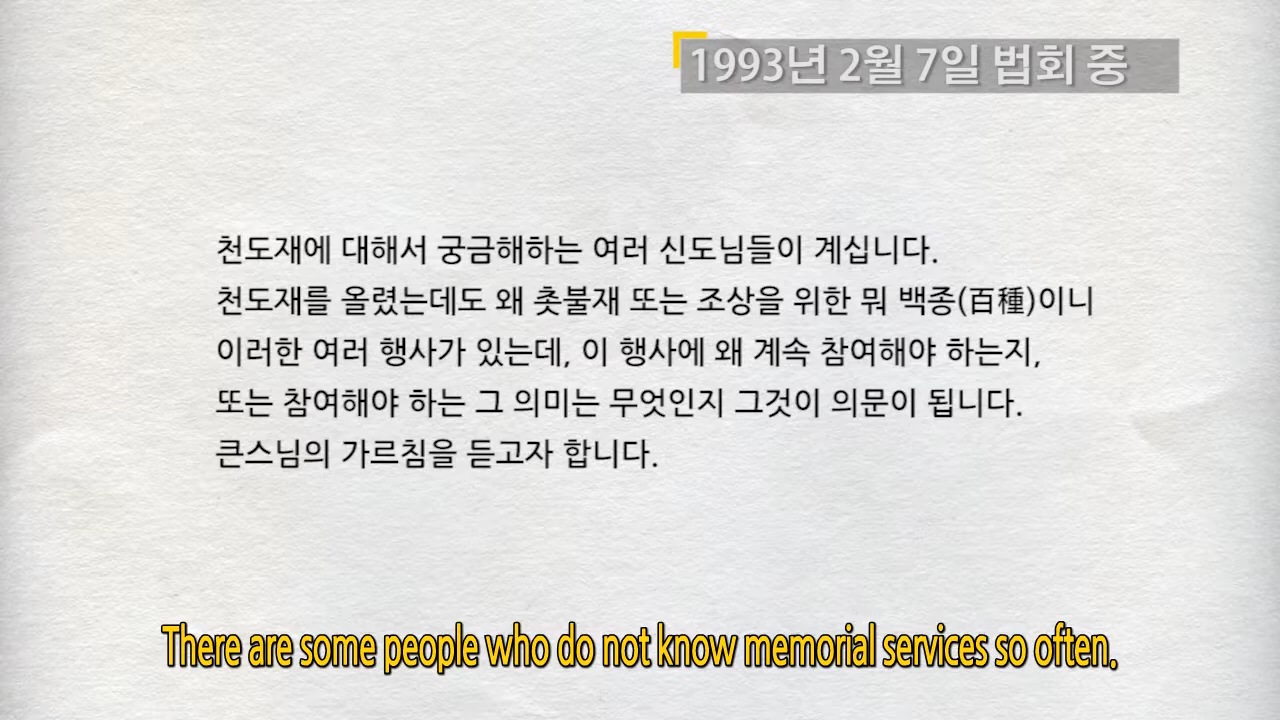 1993년 2월 7일 법회 중
천도재에 대해서 궁금해하는 여러 신도님들이 계십니다.
천도재를 올렸는데도 왜 촛불재 또는 조상을 위한 뭐 백종(百種)이니
이러한 여러 행사가 있는데, 이 행사에 왜 계속 참여해야 하는지,
또는 참여해야 하는 그 의미는 무엇인지 그것이 의문이 됩니다.
큰스님의 가르침을 듣고자 합니다.
There are some people who do not know memorial services so often.